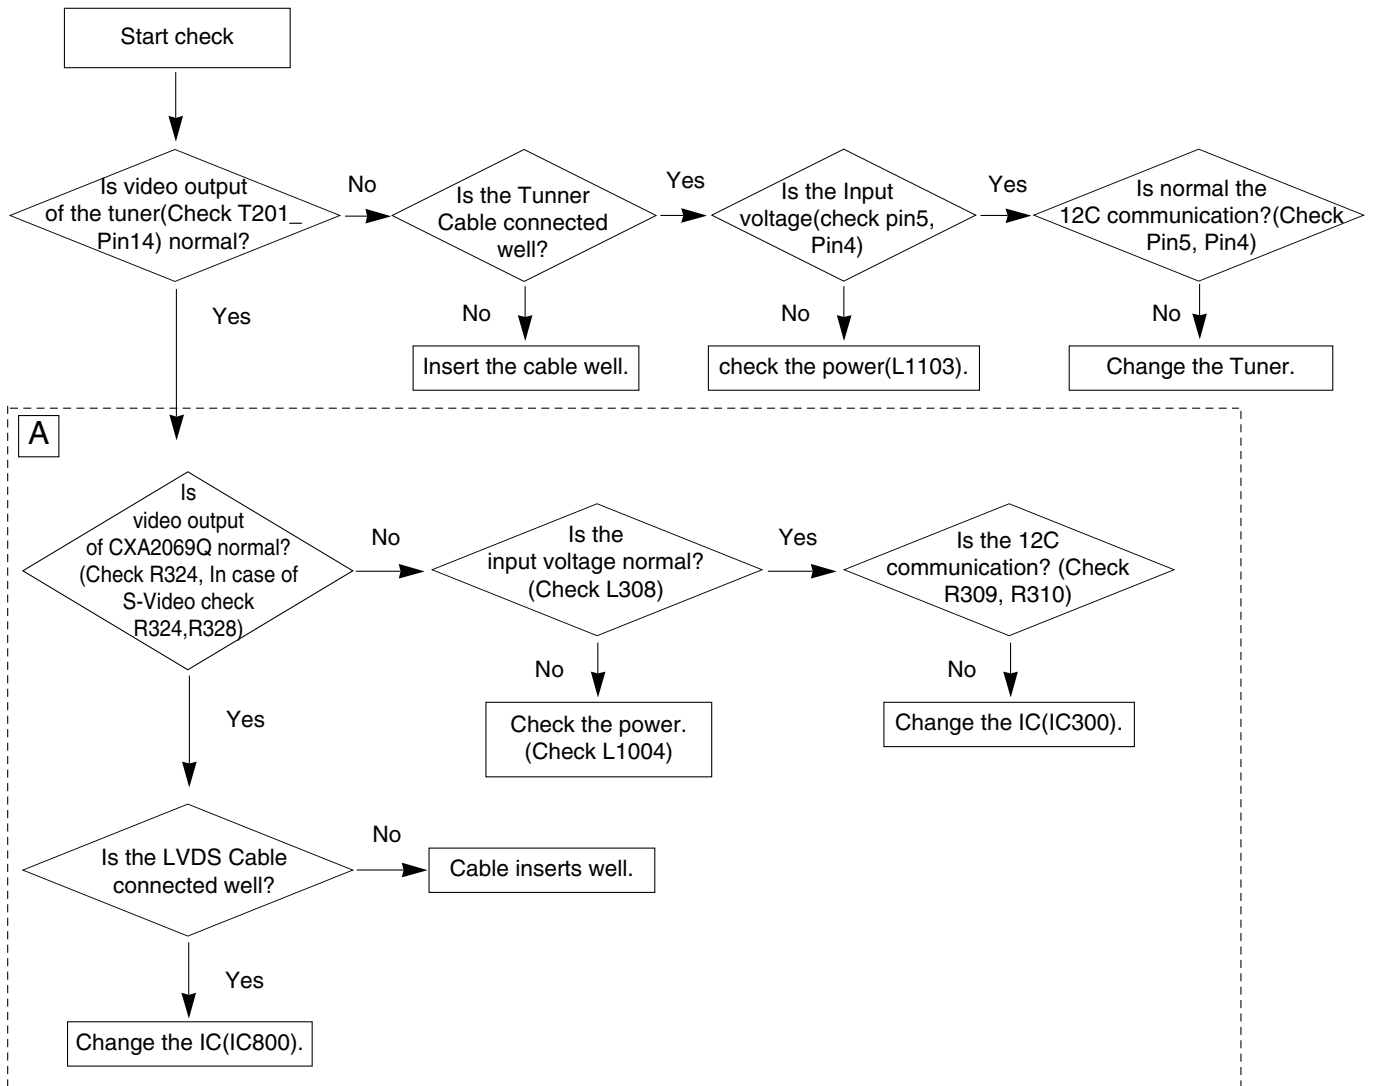 Start check
Is video output
of the tuner(Check T201_
Pin14) normal?
No
Is the Tunner
Cable connected
well?
Yes
Is the Input
voltage(check pin5,
Pin4)
Yes
Is normal the
12C communication?(Check
Pin5, Pin4)
Yes
No
Insert the cable well.
No
check the power(L1103).
No
Change the Tuner.
A
Is
video output
of CXA2069Q normal?
(Check R324, In case of
S-Video check
R324,R328)
No
Is the
input voltage normal?
(Check L308)
Yes
Is the 12C
communication? (Check
R309, R310)
No
Check the power.
(Check L1004)
No
Change the IC(IC300).
Yes
Is the LVDS Cable
connected well?
No
Cable inserts well.
Yes
Change the IC(IC800).